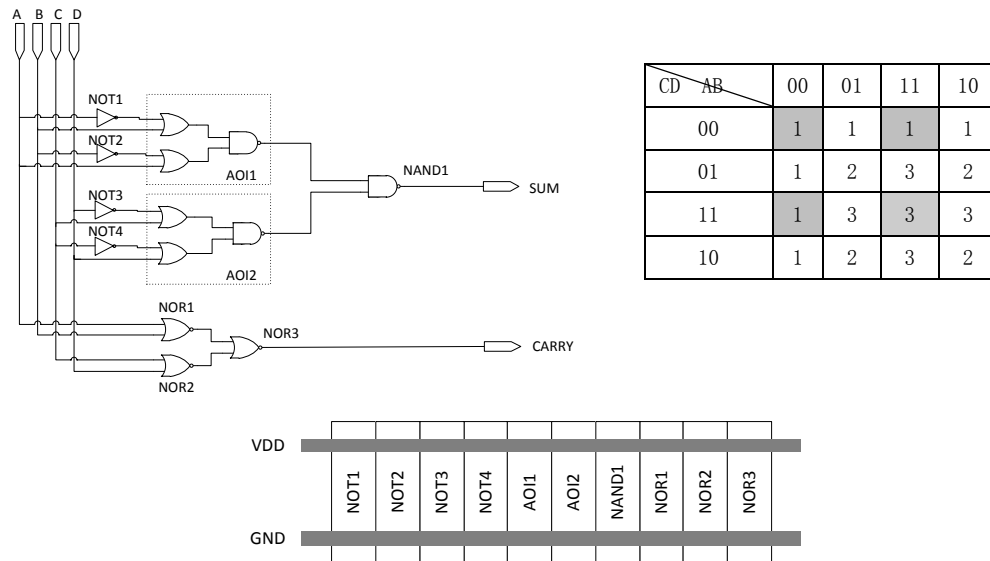 A B C D
NOT1
NOT2
AOI1
NAND1
SUM
NOT3
NOT4
AOI2
NOR1
NOR3
CARRY
NOR2
CD AB 00 01 11 10
00 1 1 1 1
01 1 2 3 2
11 1 3 3 3
10 1 2 3 2
VDD
NOT1 NOT2 NOT3 NOT4 AOI1 AOI2 NAND1 NOR1 NOR2 NOR3
GND